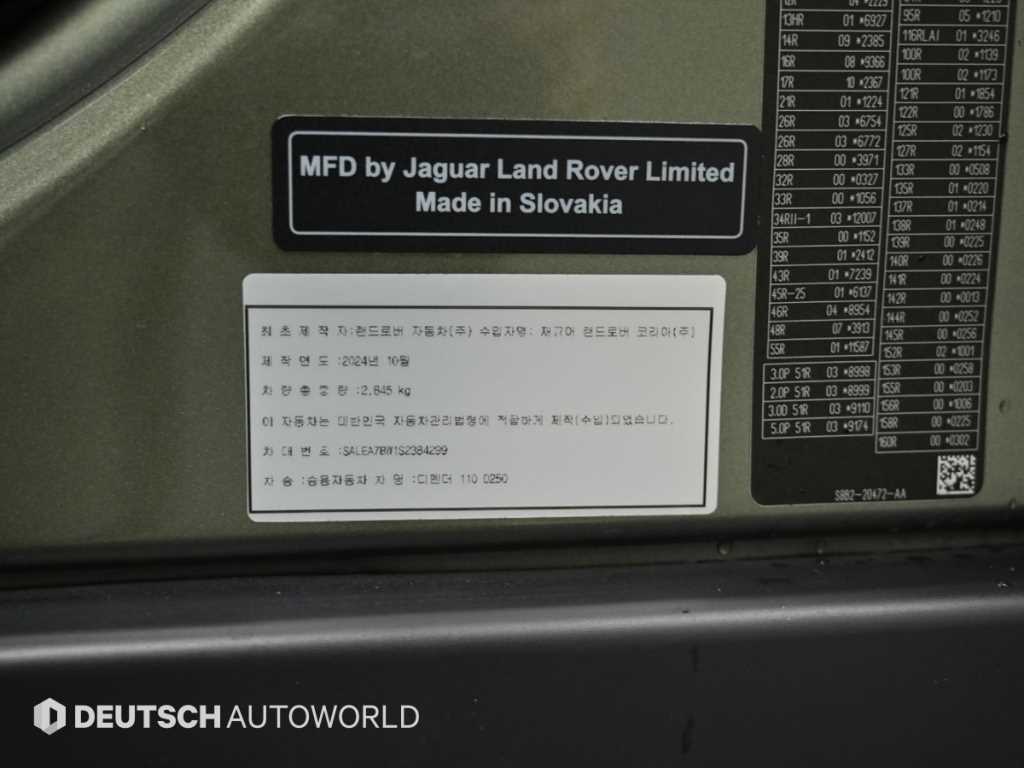 MFD by Jaguar Land Rover Limited
Made in Slovakia
최 초 제 작 자:랜드로버 자동차(주) 수입자명: 재규어 랜드로버 코리아(주)
제 작 연 도 :2024년 10월
차 량 총 중 량 :2,845 kg
이 자동차는 대한민국 자동차관리법령에 적합하게 제작(수입)되었습니다.
차 대 번 호 :SALEA7BW1S2384299
차 종 :승용자동차 차 명 :디펜더 110 D250
13HR 01 *6927
14R 09 *2385
16R 08 *9366
17R 10 *2367
21R 01 *1224
26R 03 *6754
26R 03 *6772
28R 00 *3971
32R 00 *0327
33R 00 *1056
34RII-1 03 *12007
35R 00 *1152
39R 01 *2412
43R 01 *7239
45R-25 01 *6137
46R 04 *8954
48R 07 *3913
55R 01 *11587
3.0P 51R 03 *8998
2.0P 51R 03 *8999
3.0D 51R 03 *9110
5.0P 51R 03 *9174
95R 05 *1210
116RLAI 01 *3246
100R 02 *1139
100R 02 *1173
121R 01 *1854
122R 00 *1786
125R 02 *1230
127R 02 *1154
133R 00 *0508
135R 01 *0220
137R 01 *0214
138R 01 *0248
139R 00 *0225
140R 00 *0226
141R 00 *0224
142R 00 *0013
144R 00 *0252
145R 00 *0256
152R 02 *1001
153R 00 *0258
155R 00 *0203
156R 00 *1006
158R 00 *0225
160R 00 *0302
S8B2-20472-AA
DEUTSCH AUTOWORLD